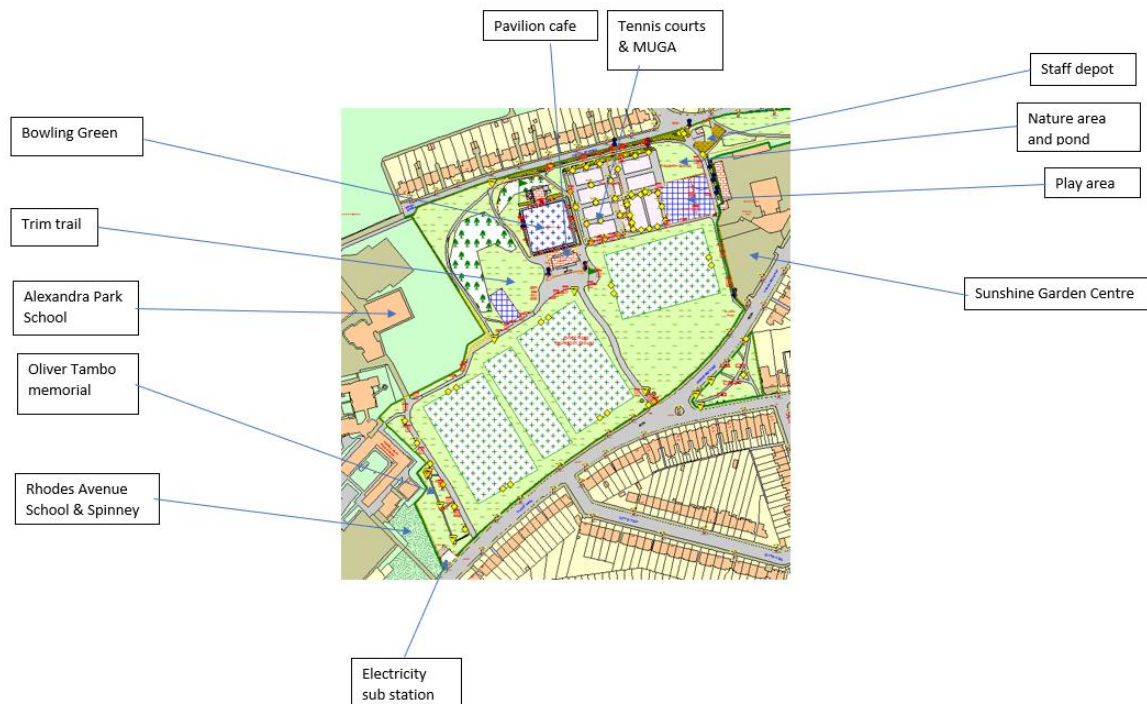 Pavilion cafe
Tennis courts
& MUGA
Staff depot
Bowling Green
Nature area
and pond
Play area
Trim trail
Alexandra Park
School
Sunshine Garden Centre
Oliver Tambo
memorial
Rhodes Avenue
School & Spinney
Electricity
sub station